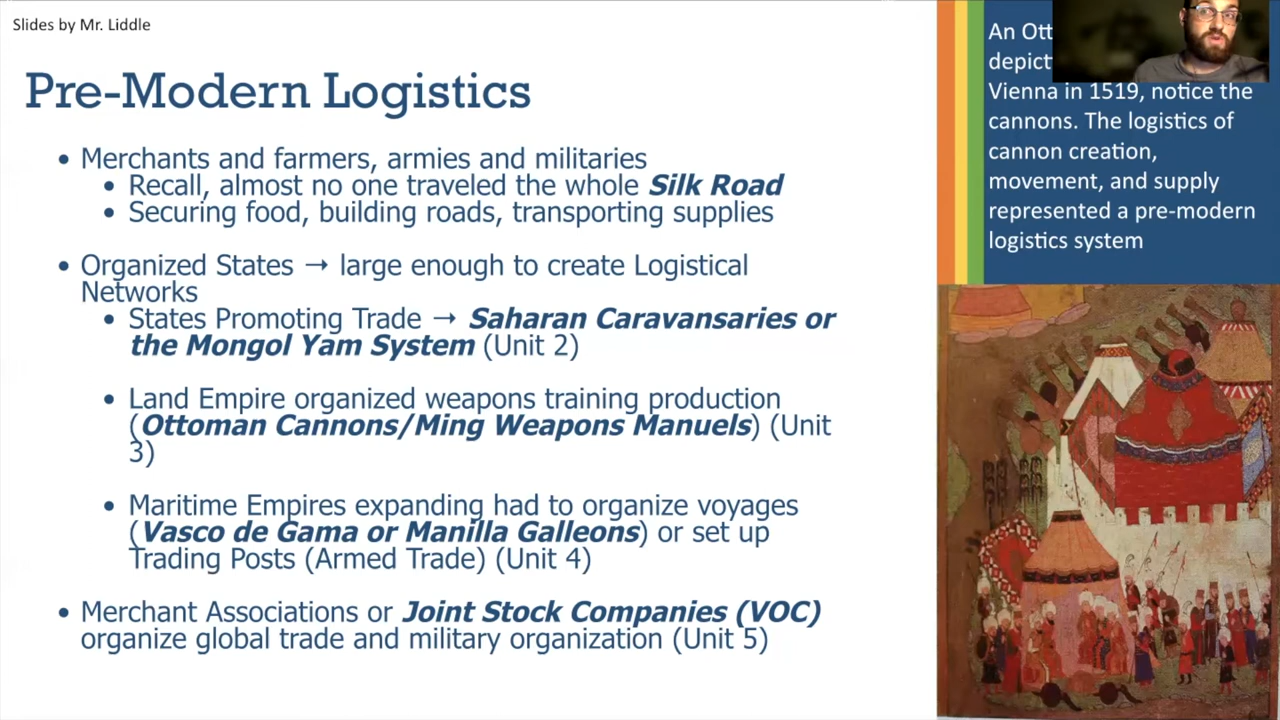 Slides by Mr. Liddle
Pre-Modern Logistics
• Merchants and farmers, armies and militaries
• Recall, almost no one traveled the whole Silk Road
• Securing food, building roads, transporting supplies
• Organized States → large enough to create Logistical
Networks
• States Promoting Trade → Saharan Caravansaries or
the Mongol Yam System (Unit 2)
• Land Empire organized weapons training production
(Ottoman Cannons/Ming Weapons Manuels) (Unit
3)
• Maritime Empires expanding had to organize voyages
(Vasco de Gama or Manilla Galleons) or set up
Trading Posts (Armed Trade) (Unit 4)
• Merchant Associations or Joint Stock Companies (VOC)
organize global trade and military organization (Unit 5)
An
Vienna in 1519, notice the
cannons. The logistics of
cannon creation,
movement, and supply
represented a pre-modern
logistics system